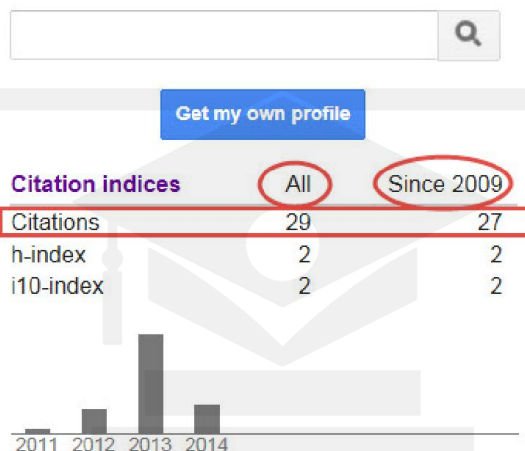 Get my own profile
Citation indices All Since 2009
Citations 29 27
h-index 2 2
i10-index 2 2
2011 2012 2013 2014